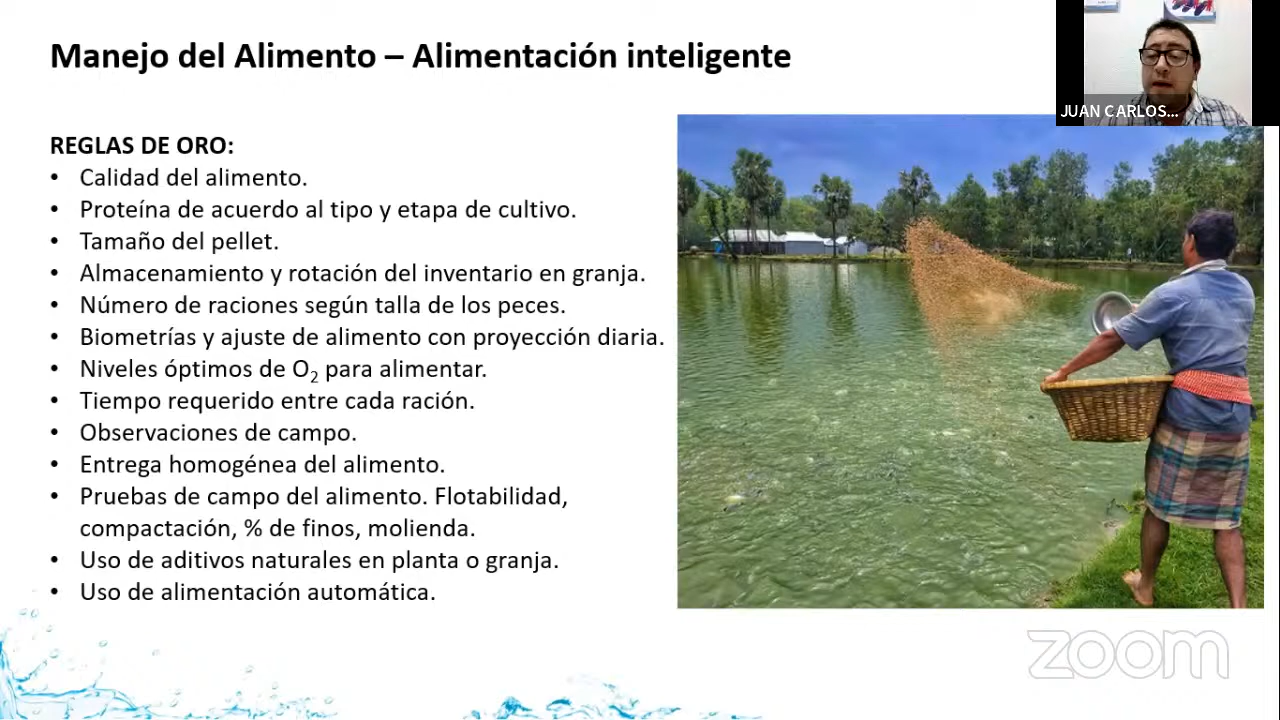 Manejo del Alimento – Alimentación inteligente
JUAN CARLOS...
REGLAS DE ORO:
• Calidad del alimento.
• Proteína de acuerdo al tipo y etapa de cultivo.
• Tamaño del pellet.
• Almacenamiento y rotación del inventario en granja.
• Número de raciones según talla de los peces.
• Biometrías y ajuste de alimento con proyección diaria.
• Niveles óptimos de O₂ para alimentar.
• Tiempo requerido entre cada ración.
• Observaciones de campo.
• Entrega homogénea del alimento.
• Pruebas de campo del alimento. Flotabilidad,
compactación, % de finos, molienda.
• Uso de aditivos naturales en planta o granja.
• Uso de alimentación automática.
zoom